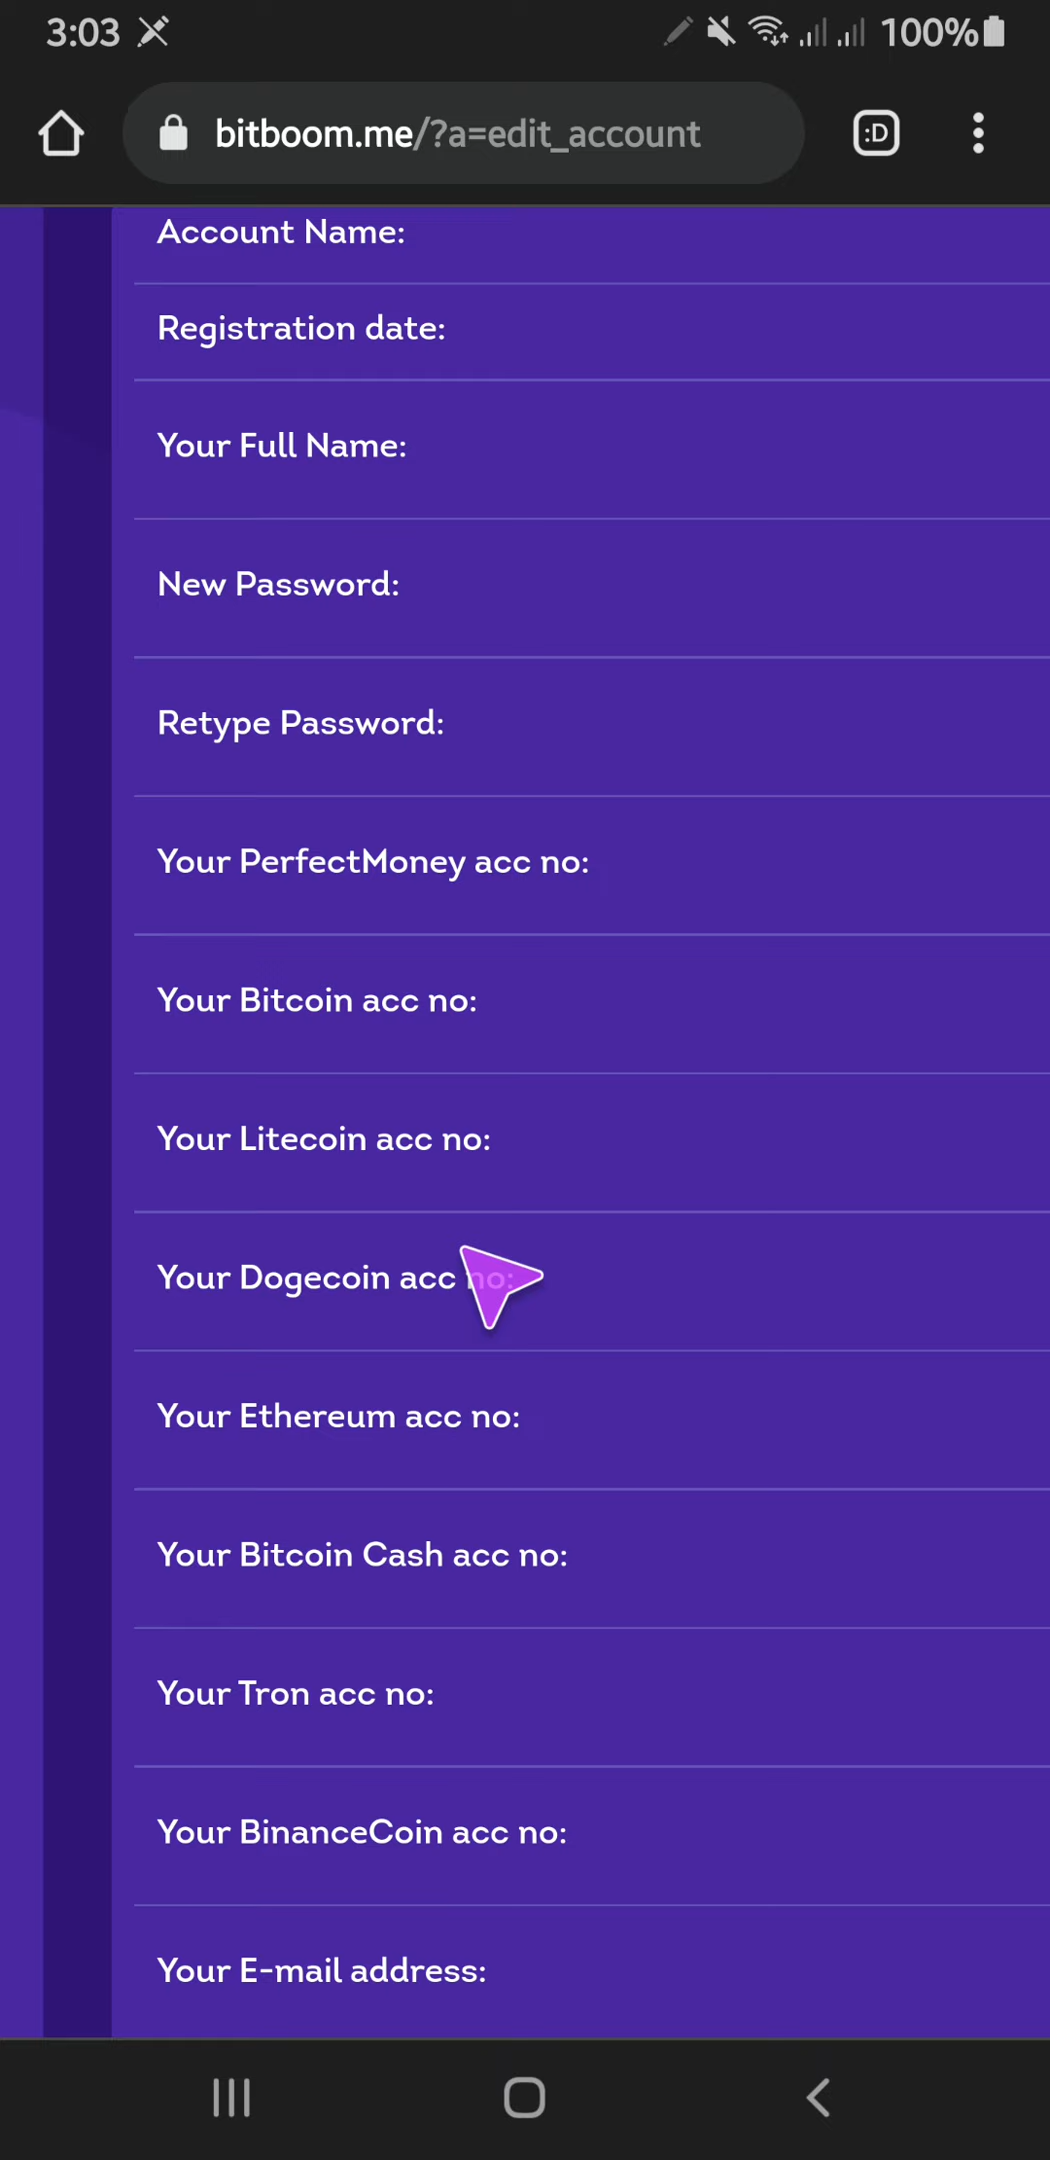 3:03
100%
bitboom.me/?a=edit_account
:D
Account Name:
Registration date:
Your Full Name:
New Password:
Retype Password:
Your PerfectMoney acc no:
Your Bitcoin acc no:
Your Litecoin acc no:
Your Dogecoin acc no:
Your Ethereum acc no:
Your Bitcoin Cash acc no:
Your Tron acc no:
Your BinanceCoin acc no:
Your E-mail address: